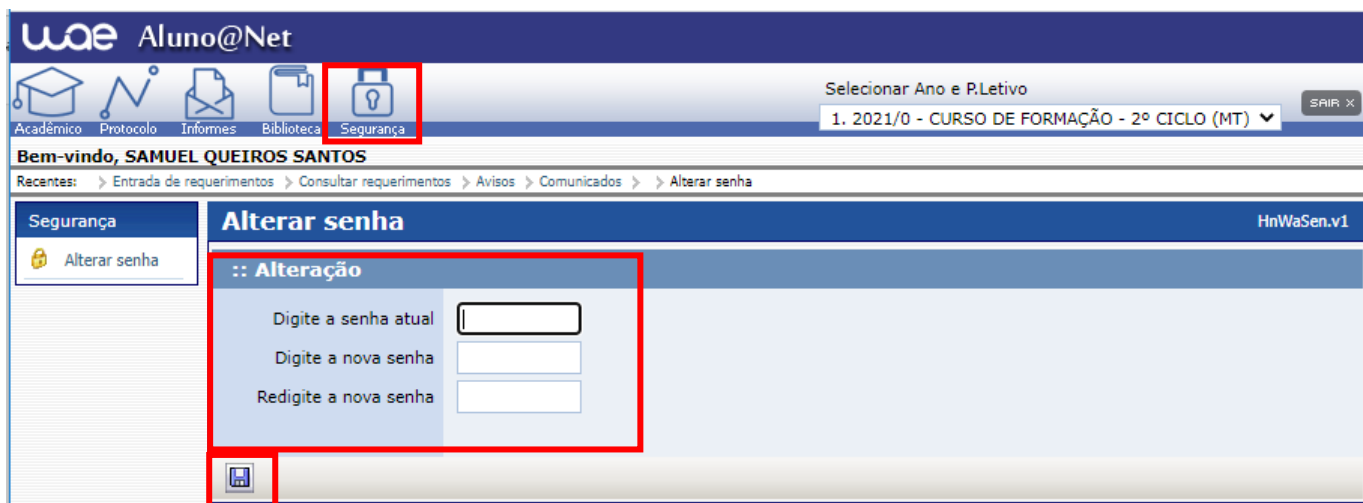 wae Aluno@Net
Selecionar Ano e P.Letivo
1. 2021/0 - CURSO DE FORMAÇÃO - 2º CICLO (MT)
SAIR X
Acadêmico Protocolo Informes Biblioteca Segurança
Bem-vindo, SAMUEL QUEIROS SANTOS
Recentes: > Entrada de requerimentos > Consultar requerimentos > Avisos > Comunicados > > Alterar senha
Segurança
Alterar senha
Alterar senha
HnWaSen.v1
:: Alteração
Digite a senha atual
Digite a nova senha
Redigite a nova senha